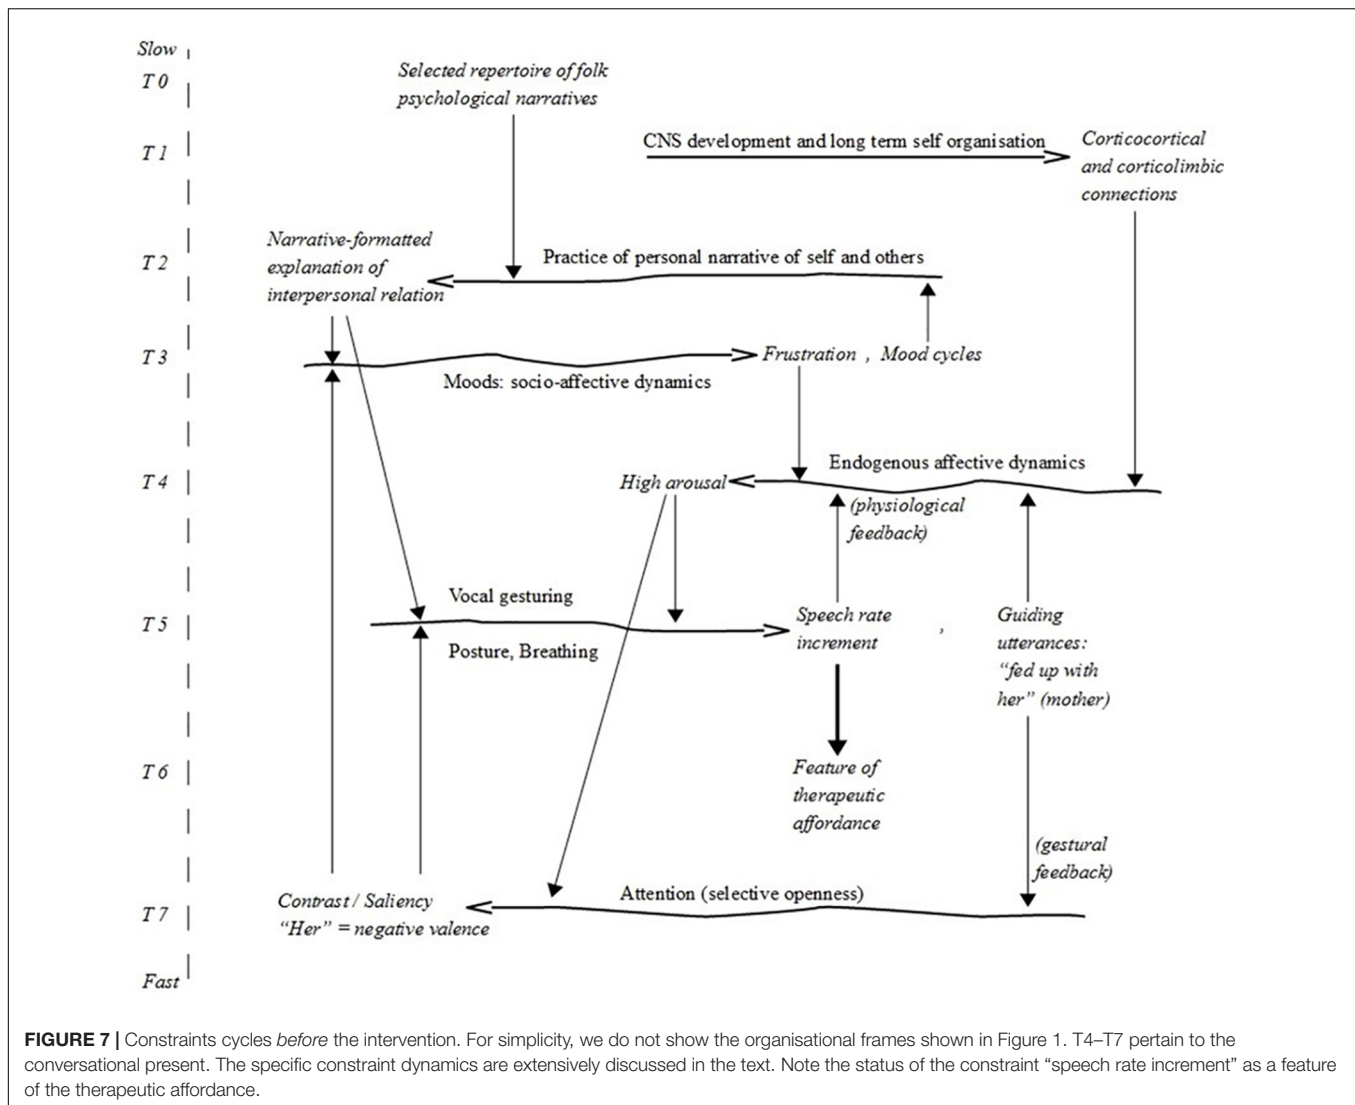 Slow
T 0
Selected repertoire of folk
psychological narratives
T 1
CNS development and long term self organisation
Corticocortical
and corticolimbic
connections
Narrative-formatted
explanation of
interpersonal relation
T 2
Practice of personal narrative of self and others
T 3
Frustration , Mood cycles
Moods: socio-affective dynamics
Endogenous affective dynamics
T 4
High arousal
(physiological
feedback)
Vocal gesturing
T 5
Posture, Breathing
Speech rate
increment
,
Guiding
utterances:
“fed up with
her” (mother)
T 6
Feature of
therapeutic
affordance
(gestural
feedback)
Attention (selective openness)
T 7
Contrast / Saliency
“Her” = negative valence
Fast
FIGURE 7 | Constraints cycles before the intervention. For simplicity, we do not show the organisational frames shown in Figure 1. T4–T7 pertain to the
conversational present. The specific constraint dynamics are extensively discussed in the text. Note the status of the constraint “speech rate increment” as a feature
of the therapeutic affordance.